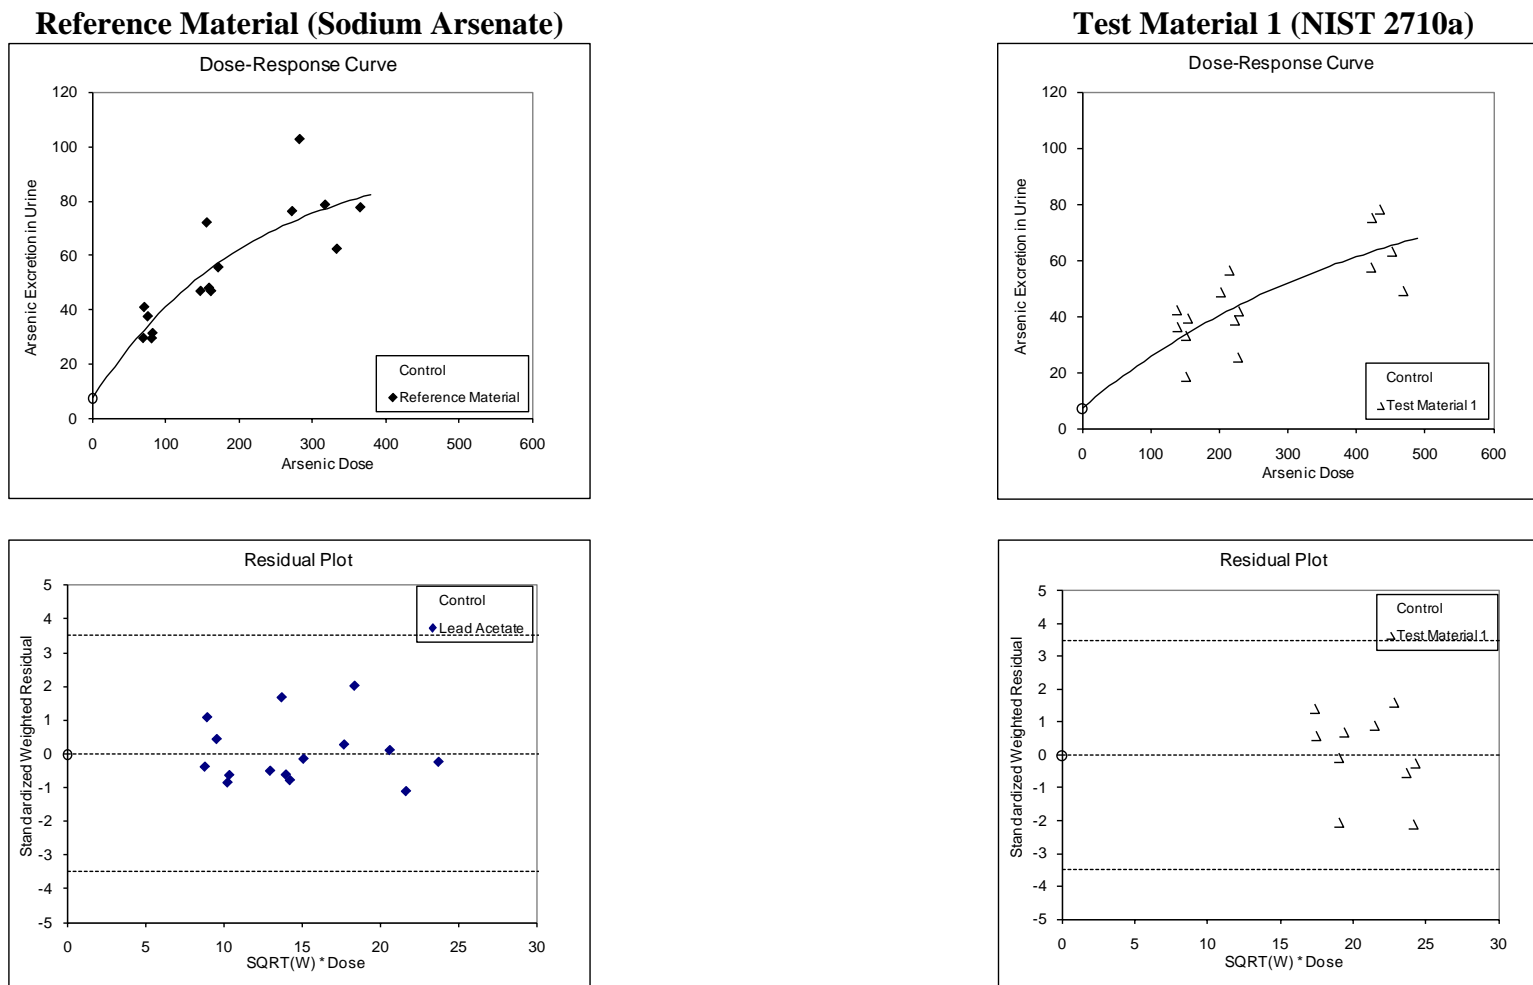 Reference Material (Sodium Arsenate)
Dose-Response Curve
120
100
80
60
40
20
0
Arsenic Excretion in Urine
0 100 200 300 400 500 600
Arsenic Dose
Control
Reference Material
Test Material 1 (NIST 2710a)
Dose-Response Curve
120
100
80
60
40
20
0
Arsenic Excretion in Urine
0 100 200 300 400 500 600
Arsenic Dose
Control
Test Material 1
Residual Plot
5
4
3
2
1
0
-1
-2
-3
-4
-5
Standardized Weighted Residual
0 5 10 15 20 25 30
SQRT(W) * Dose
Control
Lead Acetate
Residual Plot
5
4
3
2
1
0
-1
-2
-3
-4
-5
Standardized Weighted Residual
0 5 10 15 20 25 30
SQRT(W) * Dose
Control
Test Material 1